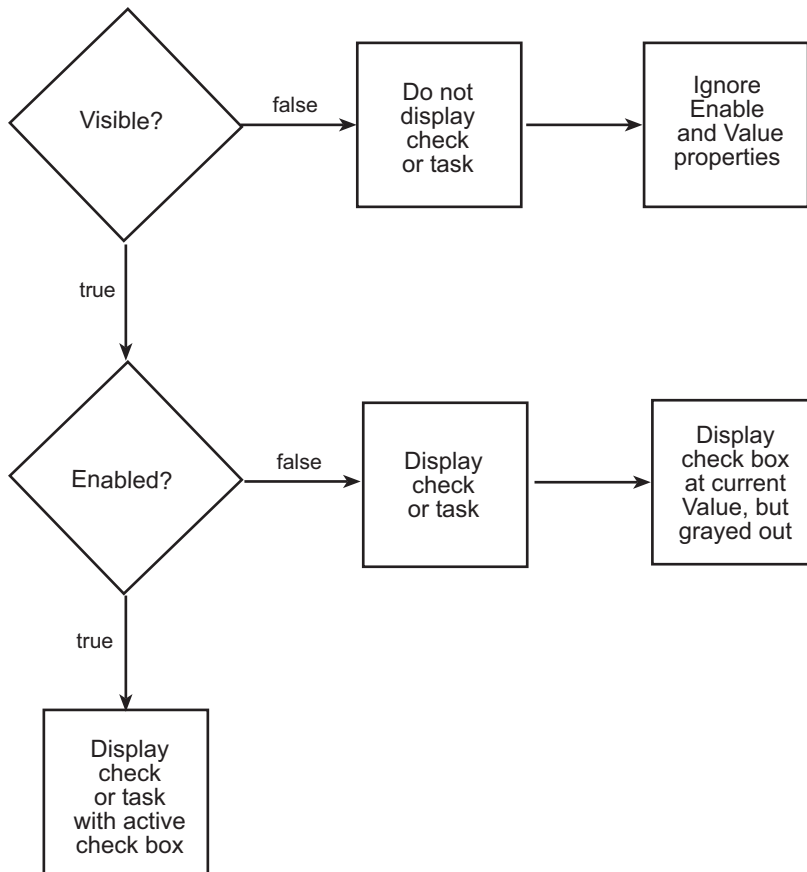 Visible?
false
Do not
display
check
or task
Ignore
Enable
and Value
properties
true
Enabled?
false
Display
check
or task
Display
check box
at current
Value, but
grayed out
true
Display
check
or task
with active
check box